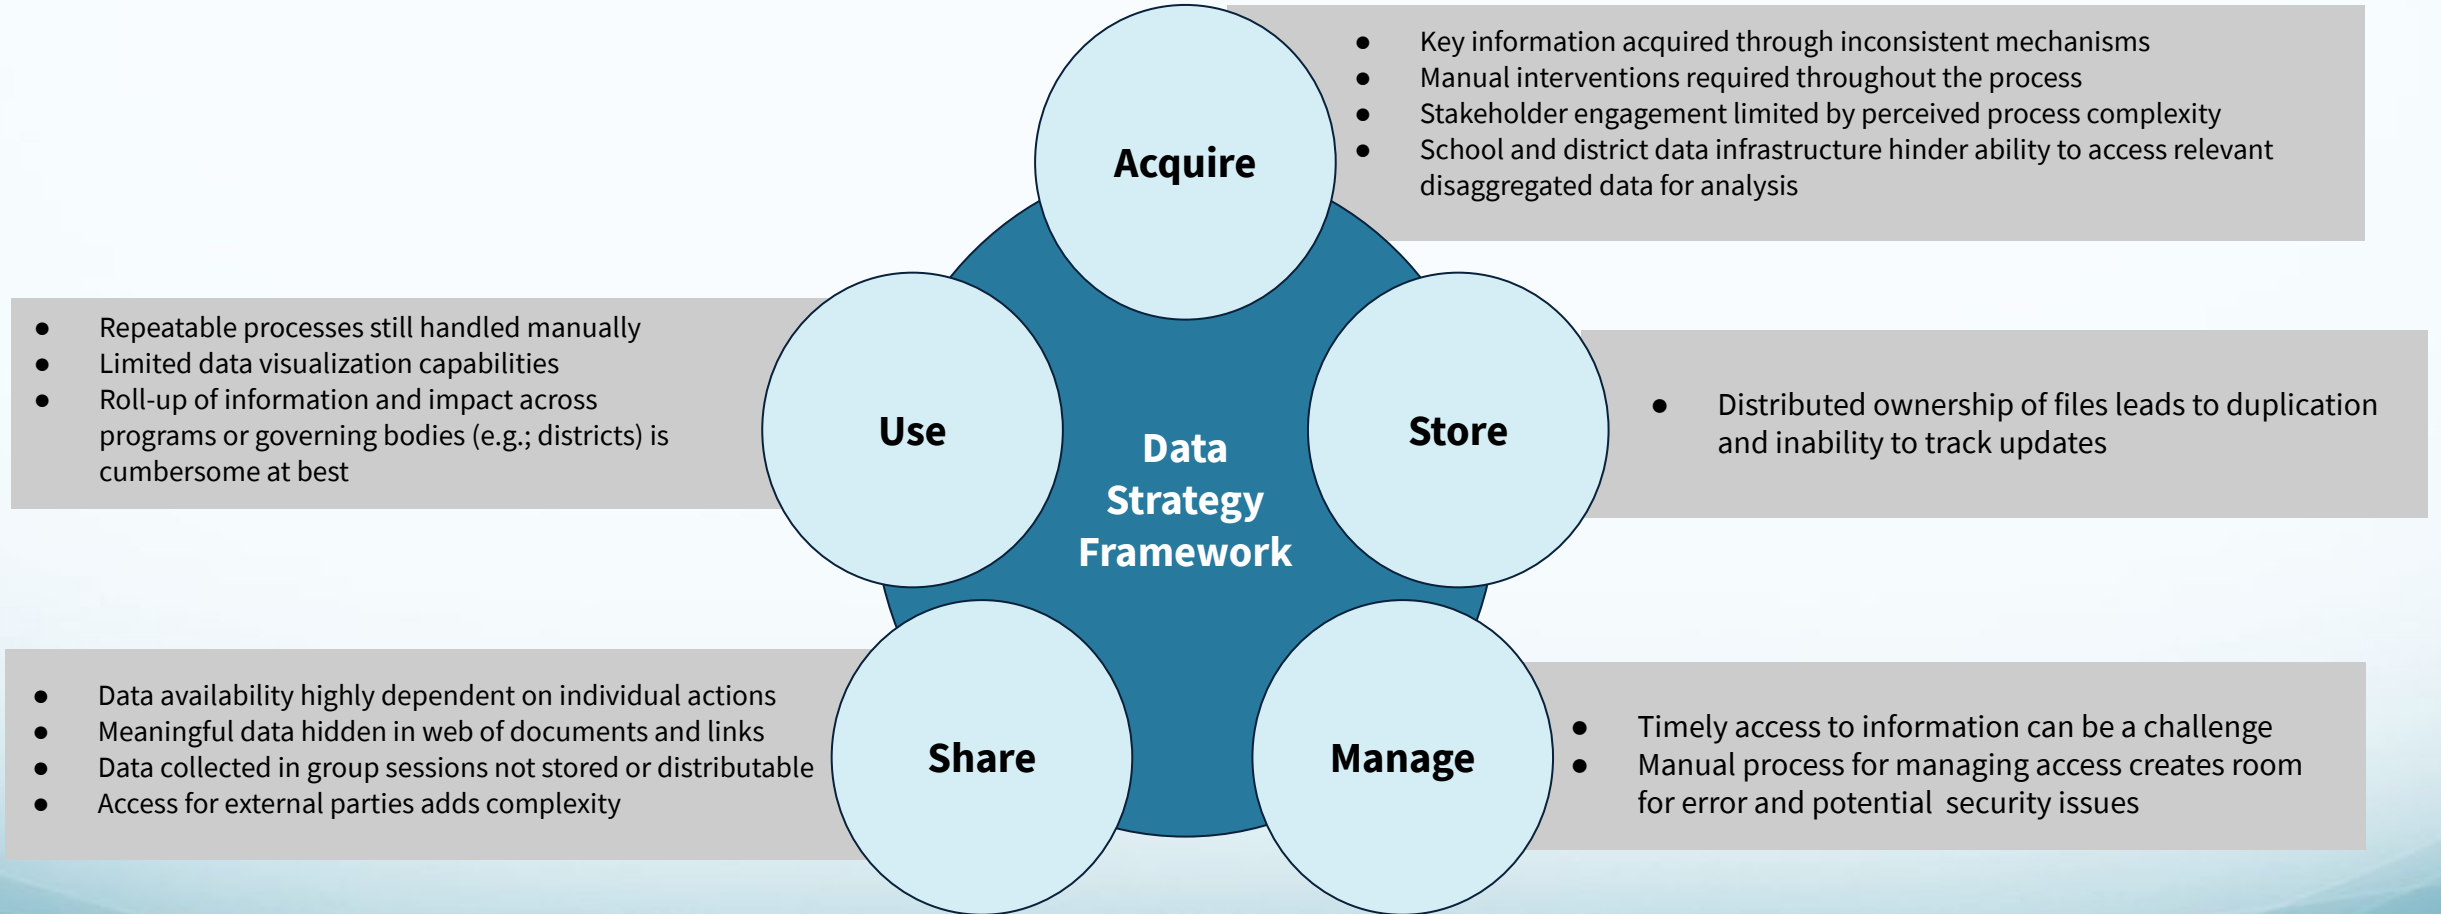 Acquire
● Key information acquired through inconsistent mechanisms
● Manual interventions required throughout the process
● Stakeholder engagement limited by perceived process complexity
● School and district data infrastructure hinder ability to access relevant
disaggregated data for analysis
Store
● Distributed ownership of files leads to duplication
and inability to track updates
Manage
● Timely access to information can be a challenge
● Manual process for managing access creates room
for error and potential  security issues
Share
● Data availability highly dependent on individual actions
● Meaningful data hidden in web of documents and links
● Data collected in group sessions not stored or distributable
● Access for external parties adds complexity
Use
● Repeatable processes still handled manually
● Limited data visualization capabilities
● Roll-up of information and impact across
programs or governing bodies (e.g.; districts) is
cumbersome at best
Data
Strategy
Framework